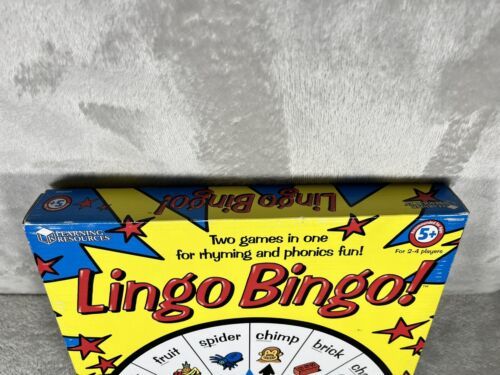 Lingo Bingo!
5+
LEARNING
RESOURCES
Two games in one
for rhyming and phonics fun!
5+
For 2-4 players
Lingo Bingo!
fruit
spider
chimp
brick